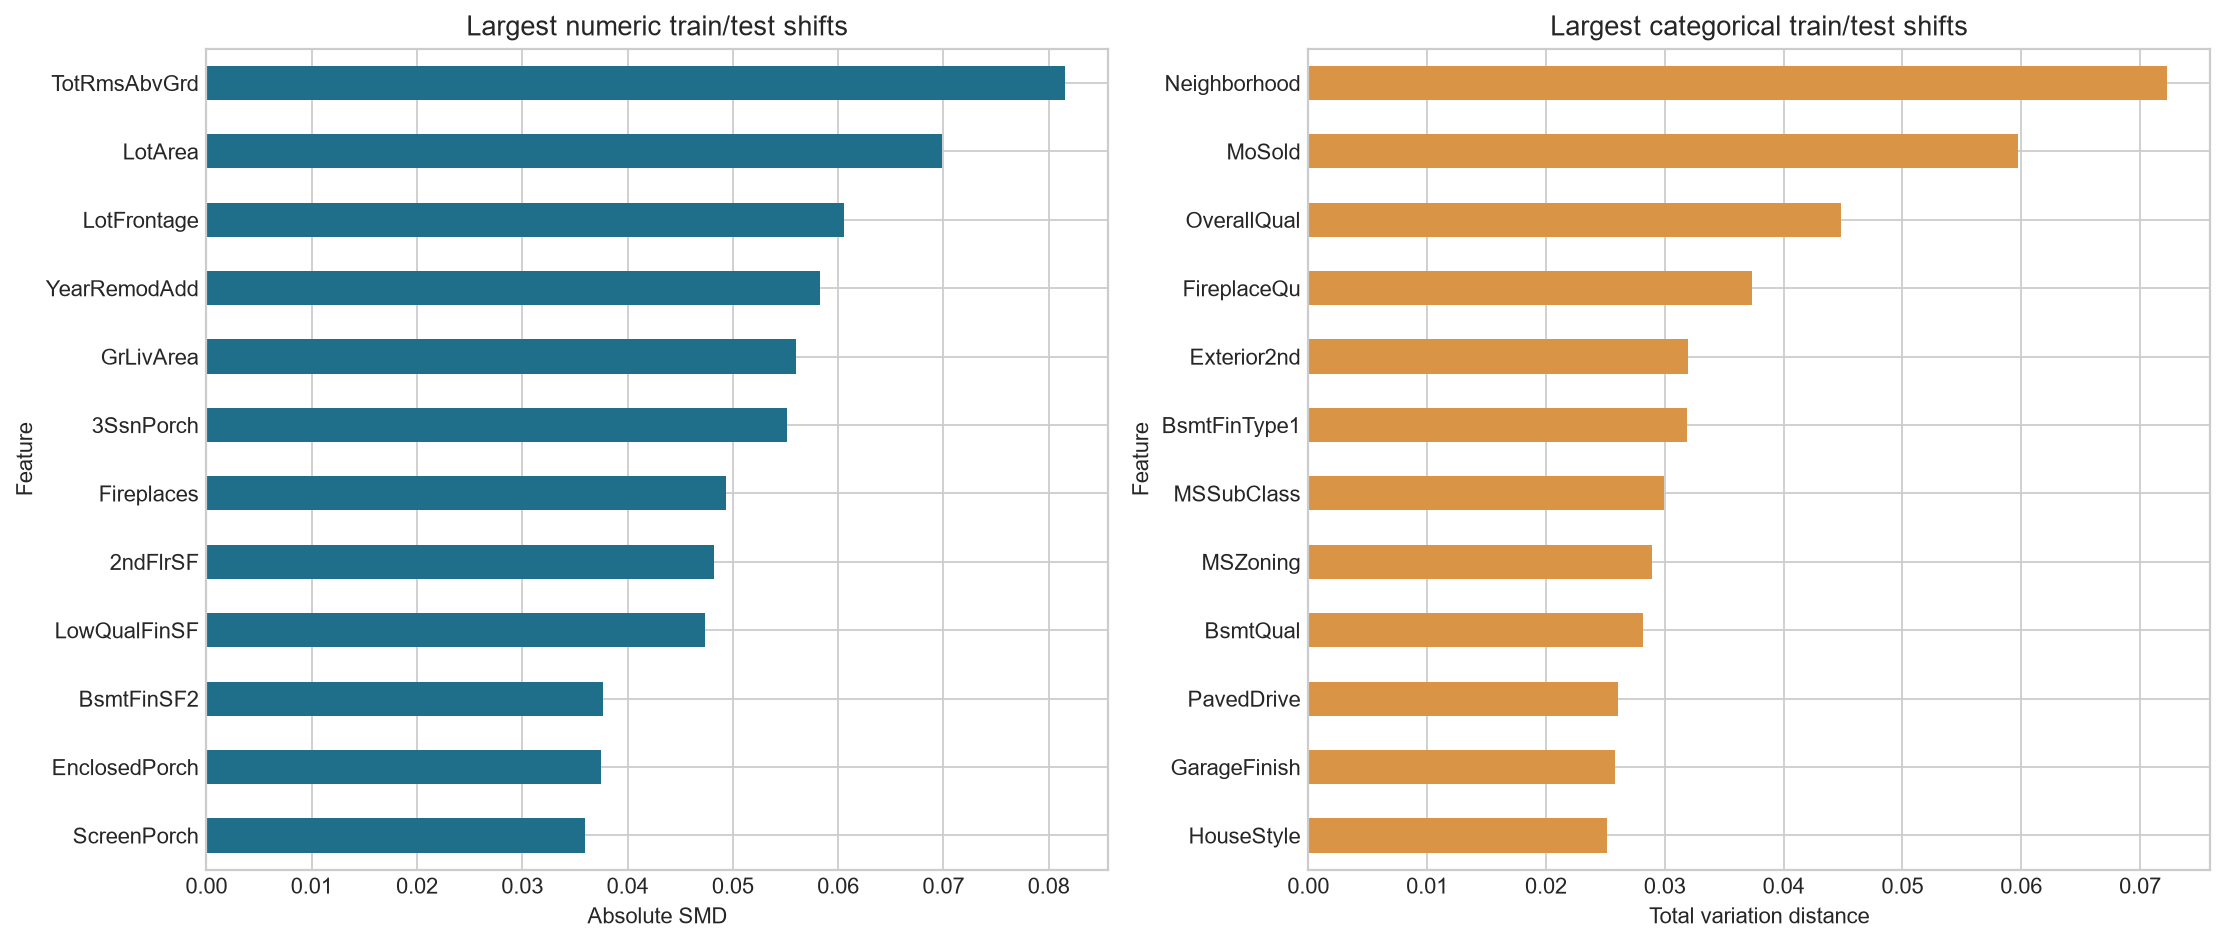 Largest numeric train/test shifts
Feature
TotRmsAbvGrd
LotArea
LotFrontage
YearRemodAdd
GrLivArea
3SsnPorch
Fireplaces
2ndFlrSF
LowQualFinSF
BsmtFinSF2
EnclosedPorch
ScreenPorch
0.00 0.01 0.02 0.03 0.04 0.05 0.06 0.07 0.08
Absolute SMD
Largest categorical train/test shifts
Feature
Neighborhood
MoSold
OverallQual
FireplaceQu
Exterior2nd
BsmtFinType1
MSSubClass
MSZoning
BsmtQual
PavedDrive
GarageFinish
HouseStyle
0.00 0.01 0.02 0.03 0.04 0.05 0.06 0.07
Total variation distance